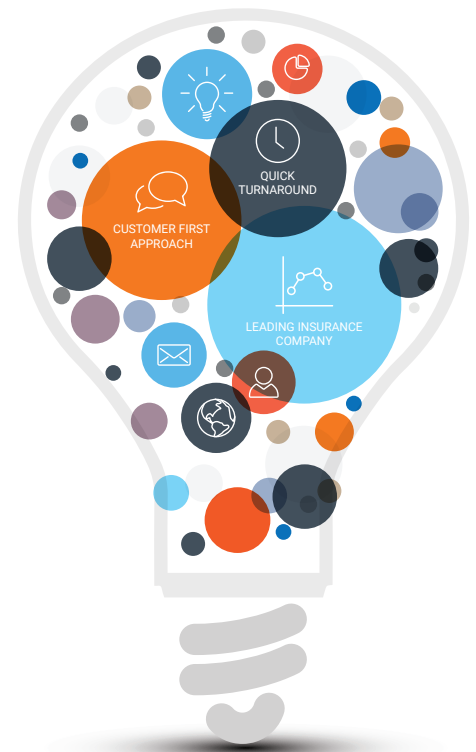 QUICK
TURNAROUND
CUSTOMER FIRST
APPROACH
LEADING INSURANCE
COMPANY